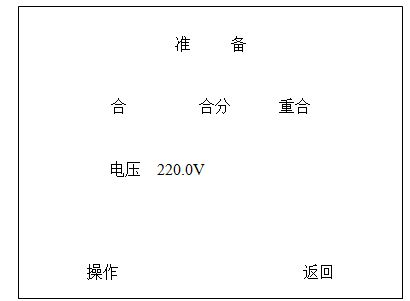 准 备
合 合分 重合
电压 220.0V
操作 返回